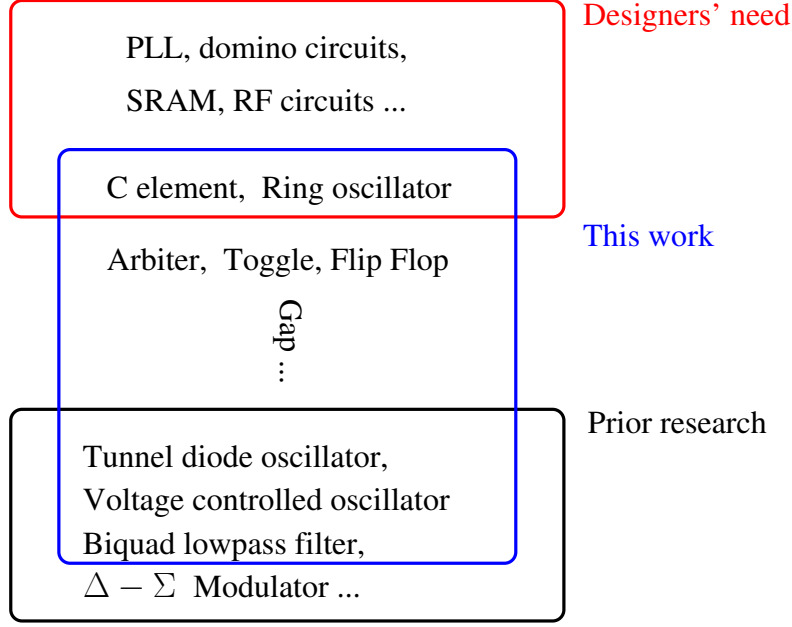 Designers’ need
PLL, domino circuits,
SRAM, RF circuits ...
C element, Ring oscillator
This work
Arbiter, Toggle, Flip Flop
Gap ...
Prior research
Tunnel diode oscillator,
Voltage controlled oscillator
Biquad lowpass filter,
Δ − Σ Modulator ...